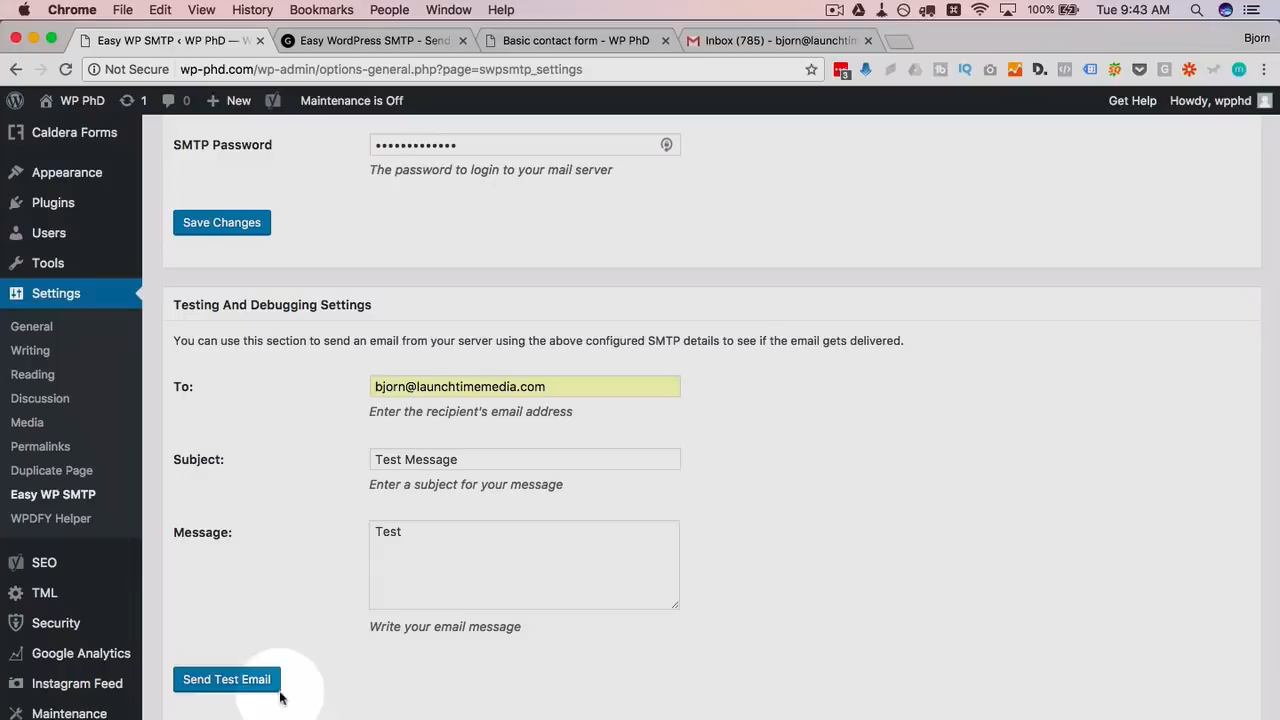 Chrome File Edit View History Bookmarks People Window Help 100% Tue 9:43 AM
Easy WP SMTP ‹ WP PhD — Easy WordPress SMTP - Send Basic contact form - WP PhD Inbox (785) - bjorn@launchtim Bjorn
Not Secure wp-phd.com/wp-admin/options-general.php?page=swpsmtp_settings
WP PhD 1 0 New Maintenance is Off Get Help Howdy, wpphd
Caldera Forms
Appearance
Plugins
Users
Tools
Settings
General
Writing
Reading
Discussion
Media
Permalinks
Duplicate Page
Easy WP SMTP
WPDFY Helper
SEO
TML
Security
Google Analytics
Instagram Feed
Maintenance
SMTP Password
The password to login to your mail server
Save Changes
Testing And Debugging Settings
You can use this section to send an email from your server using the above configured SMTP details to see if the email gets delivered.
To: bjorn@launchtimemedia.com
Enter the recipient's email address
Subject: Test Message
Enter a subject for your message
Message: Test
Write your email message
Send Test Email